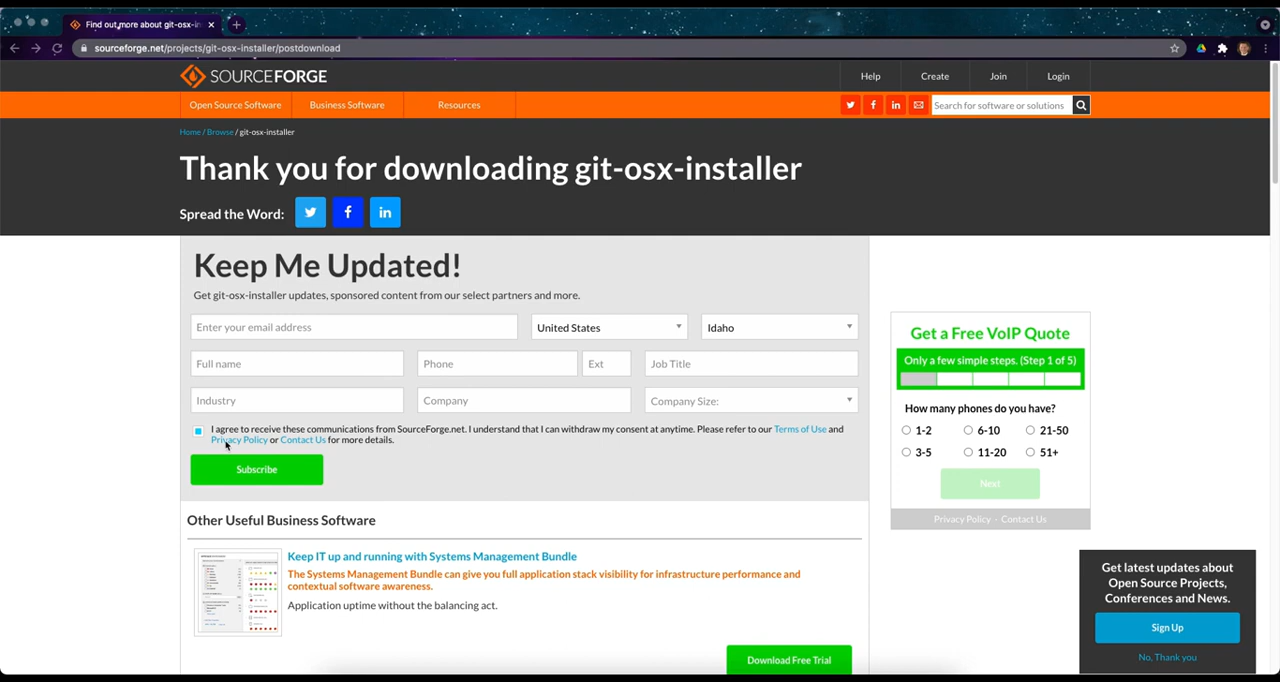 Find out more about git-osx-in
sourceforge.net/projects/git-osx-installer/postdownload
SOURCEFORGE
Help
Create
Join
Login
Open Source Software
Business Software
Resources
Search for software or solutions
Home / Browse / git-osx-installer
Thank you for downloading git-osx-installer
Spread the Word:
Keep Me Updated!
Get git-osx-installer updates, sponsored content from our select partners and more.
Enter your email address
United States
Idaho
Full name
Phone
Ext
Job Title
Industry
Company
Company Size:
I agree to receive these communications from SourceForge.net. I understand that I can withdraw my consent at anytime. Please refer to our Terms of Use and
Privacy Policy or Contact Us for more details.
Subscribe
Get a Free VoIP Quote
Only a few simple steps. (Step 1 of 5)
How many phones do you have?
1-2
6-10
21-50
3-5
11-20
51+
Next
Privacy Policy - Contact Us
Other Useful Business Software
Keep IT up and running with Systems Management Bundle
The Systems Management Bundle can give you full application stack visibility for infrastructure performance and
contextual software awareness.
Application uptime without the balancing act.
Download Free Trial
Get latest updates about
Open Source Projects,
Conferences and News.
Sign Up
No, Thank you